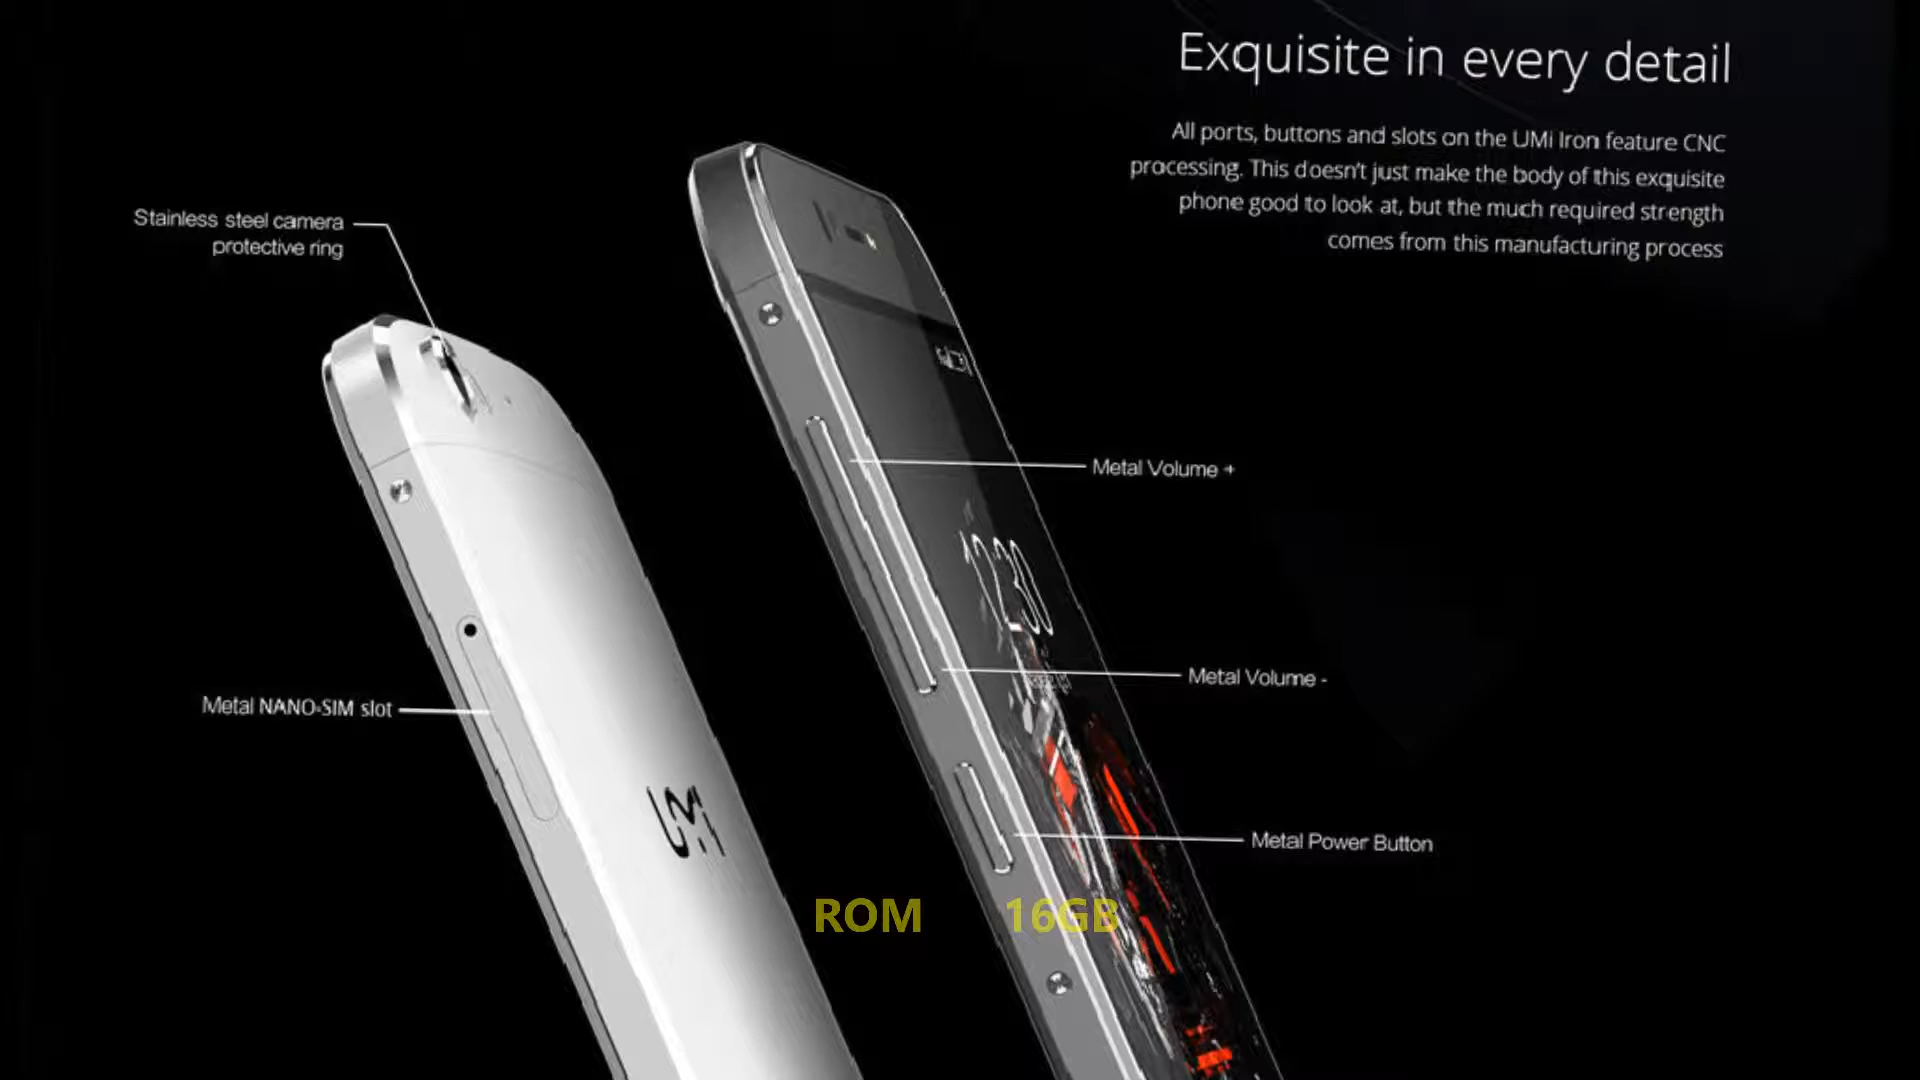 Exquisite in every detail
All ports, buttons and slots on the UMi Iron feature CNC
processing. This doesn't just make the body of this exquisite
phone good to look at, but the much required strength
comes from this manufacturing process
Stainless steel camera
protective ring
Metal Volume +
12:30
Metal Volume -
Metal NANO-SIM slot
UMi
Metal Power Button
ROM 16GB